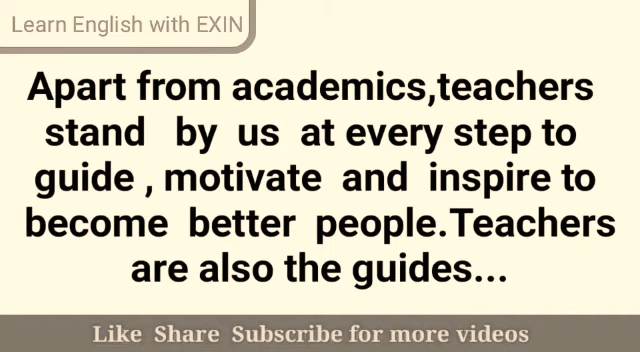 Learn English with EXIN
Apart from academics,teachers
stand by us at every step to
guide , motivate and inspire to
become better people.Teachers
are also the guides...
Like Share Subscribe for more videos